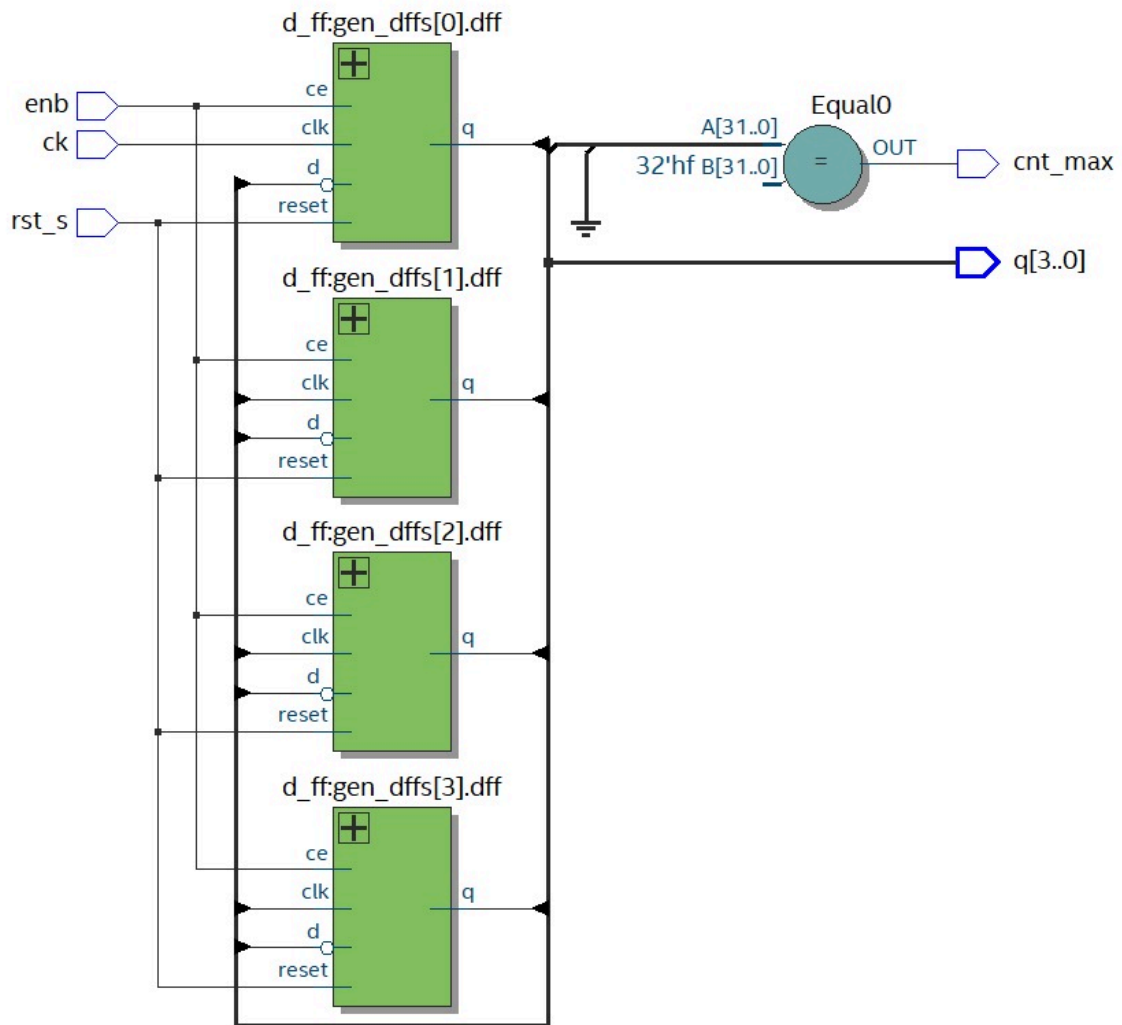 d_ff:gen_dffs[0].dff
enb
ck
rst_s
ce
clk
d
reset
q
A[31..0]
32'hf B[31..0]
Equal0
=
OUT
cnt_max
q[3..0]
d_ff:gen_dffs[1].dff
ce
clk
d
reset
q
d_ff:gen_dffs[2].dff
ce
clk
d
reset
q
d_ff:gen_dffs[3].dff
ce
clk
d
reset
q